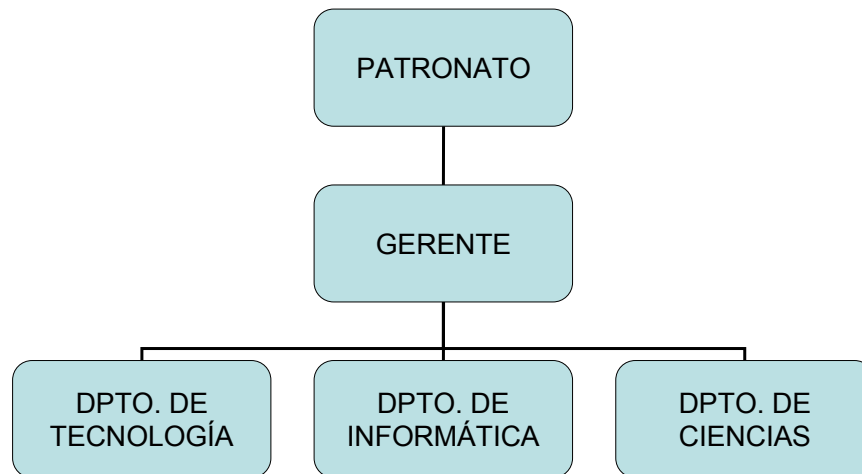 PATRONATO
GERENTE
DPTO. DE
TECNOLOGÍA
DPTO. DE
INFORMÁTICA
DPTO. DE
CIENCIAS